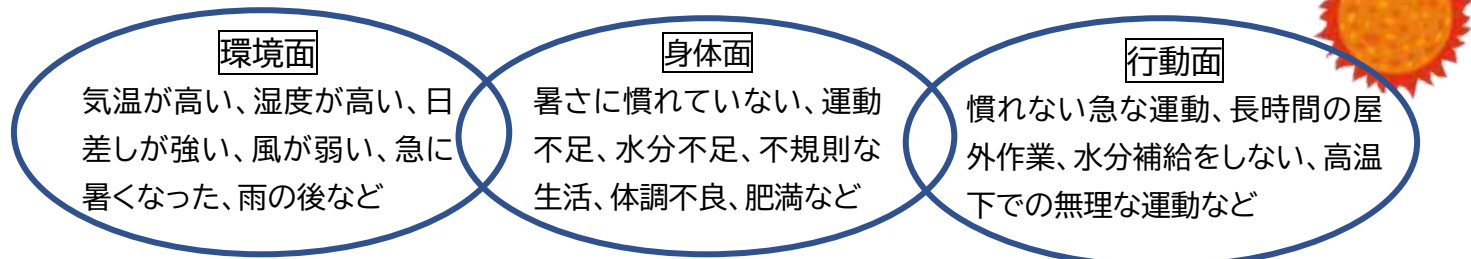 環境面
気温が高い、湿度が高い、日
差しが強い、風が弱い、急に
暑くなった、雨の後など
身体面
暑さに慣れていない、運動
不足、水分不足、不規則な
生活、体調不良、肥満など
行動面
慣れない急な運動、長時間の屋
外作業、水分補給をしない、高温
下での無理な運動など